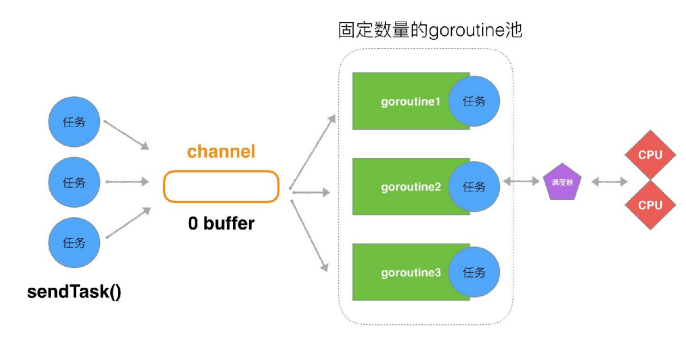 固定数量的goroutine池
任务
任务
任务
sendTask()
channel
0 buffer
goroutine1
任务
goroutine2
任务
goroutine3
任务
调度器
CPU
CPU